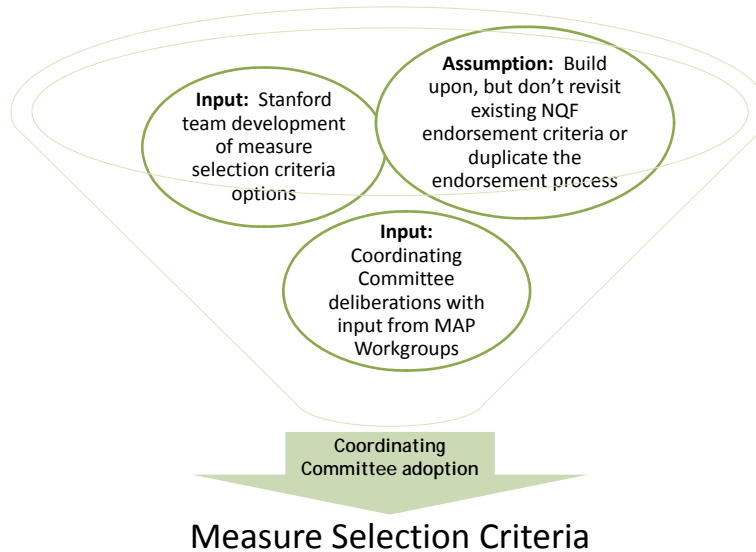 Input: Stanford
team development
of measure
selection criteria
options
Assumption: Build
upon, but don’t revisit
existing NQF
endorsement criteria or
duplicate the
endorsement process
Input:
Coordinating
Committee
deliberations with
input from MAP
Workgroups
Coordinating
Committee adoption
Measure Selection Criteria